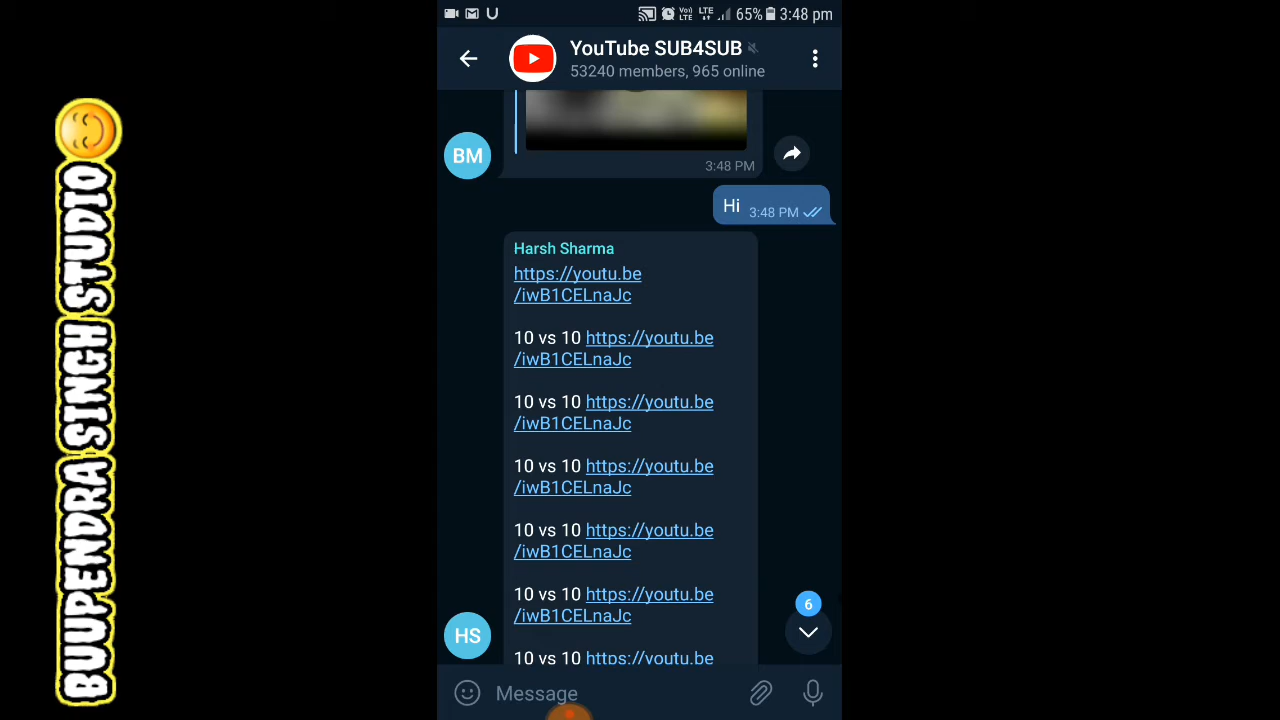 BUUPENDRA SINGH STUDIO
VoLTE LTE 65% 3:48 pm
YouTube SUB4SUB
53240 members, 965 online
BM
3:48 PM
Hi 3:48 PM
Harsh Sharma
https://youtu.be
/iwB1CELnaJc
10 vs 10 https://youtu.be
/iwB1CELnaJc
10 vs 10 https://youtu.be
/iwB1CELnaJc
10 vs 10 https://youtu.be
/iwB1CELnaJc
10 vs 10 https://youtu.be
/iwB1CELnaJc
10 vs 10 https://youtu.be
/iwB1CELnaJc
10 vs 10 https://youtu.be
6
HS
Message